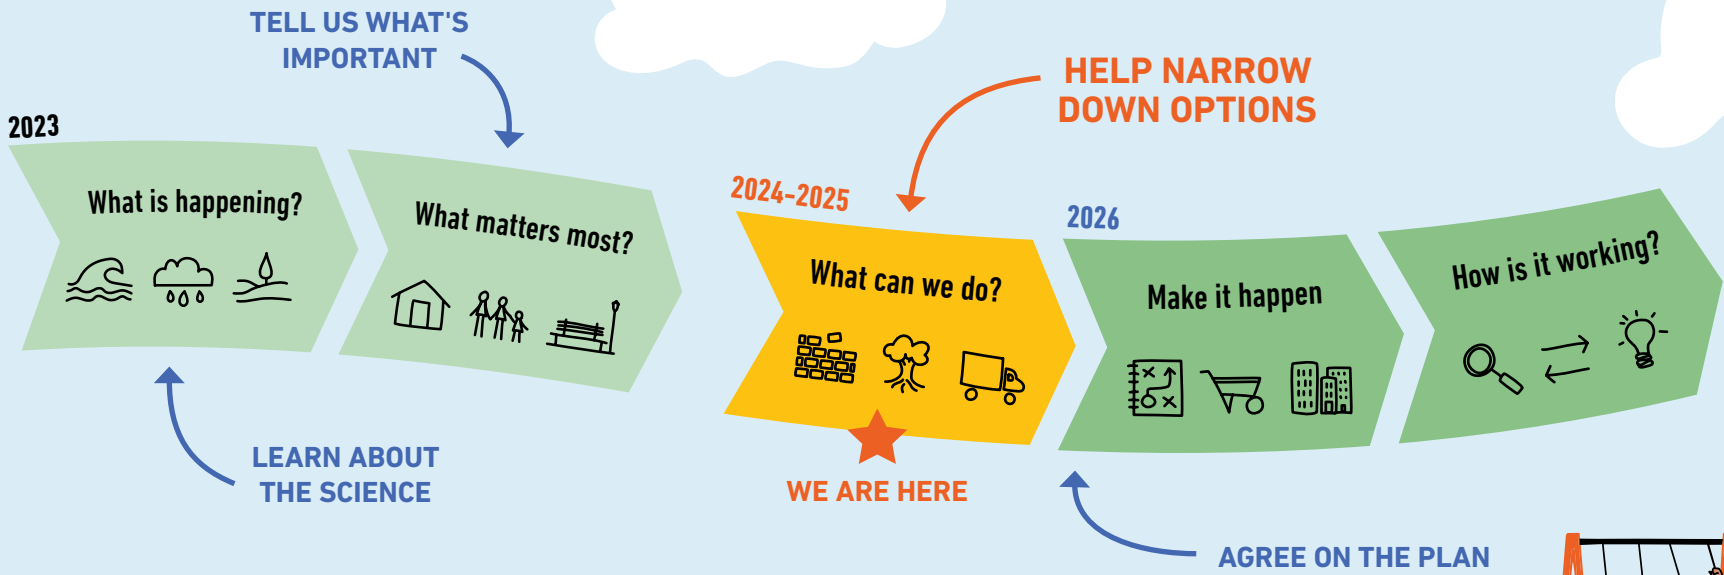 TELL US WHAT'S
IMPORTANT
2023
What is happening?
What matters most?
LEARN ABOUT
THE SCIENCE
HELP NARROW
DOWN OPTIONS
2024-2025
What can we do?
WE ARE HERE
2026
Make it happen
How is it working?
AGREE ON THE PLAN